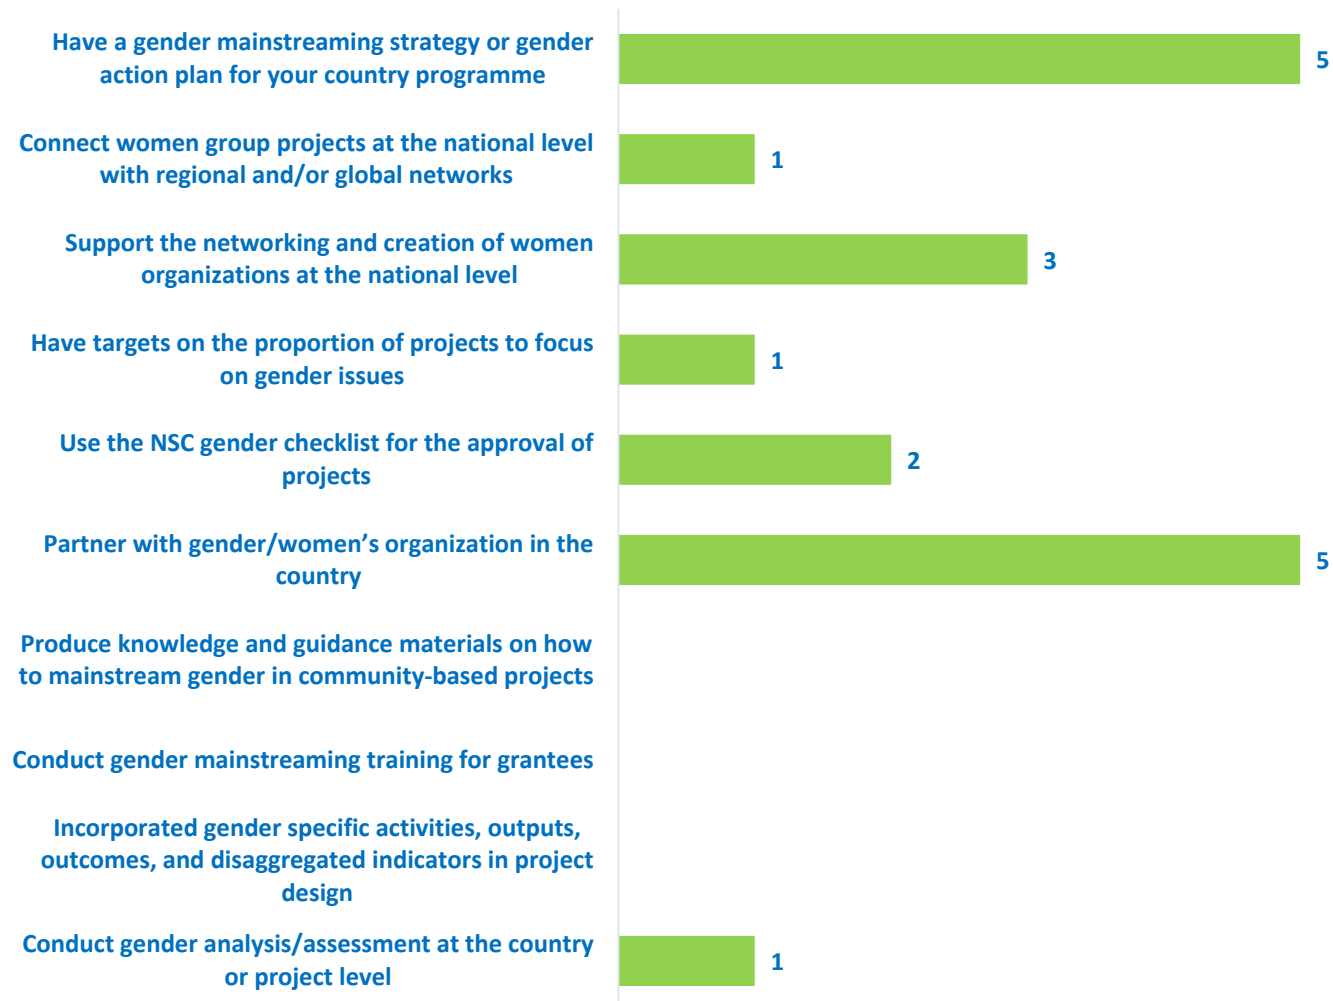 Have a gender mainstreaming strategy or gender
action plan for your country programme
5
Connect women group projects at the national level
with regional and/or global networks
1
Support the networking and creation of women
organizations at the national level
3
Have targets on the proportion of projects to focus
on gender issues
1
Use the NSC gender checklist for the approval of
projects
2
Partner with gender/women’s organization in the
country
5
Produce knowledge and guidance materials on how
to mainstream gender in community-based projects
Conduct gender mainstreaming training for grantees
Incorporated gender specific activities, outputs,
outcomes, and disaggregated indicators in project
design
Conduct gender analysis/assessment at the country
or project level
1